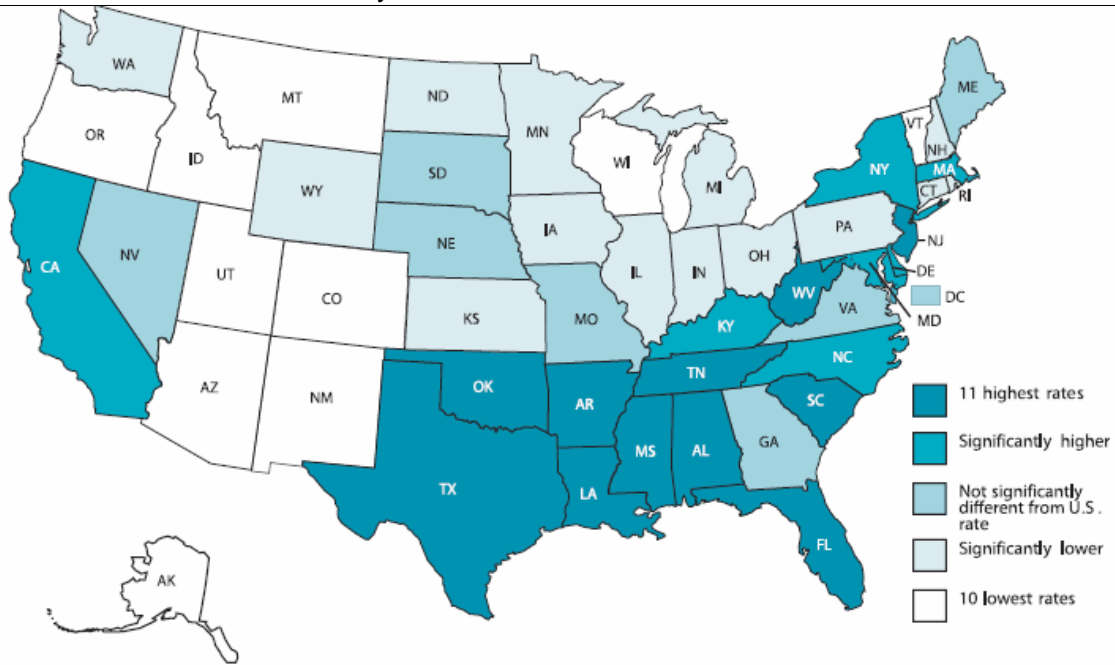 WA
MT
ND
MN
ME
OR
ID
WY
SD
WI
MI
VT
NH
NY
MA
CT
RI
CA
NV
UT
CO
NE
IA
IL
IN
OH
PA
NJ
DE
DC
MD
KS
MO
KY
WV
VA
AZ
NM
OK
AR
TN
NC
SC
TX
LA
MS
AL
GA
FL
AK
11 highest rates
Significantly higher
Not significantly
different from U.S.
rate
Significantly lower
10 lowest rates